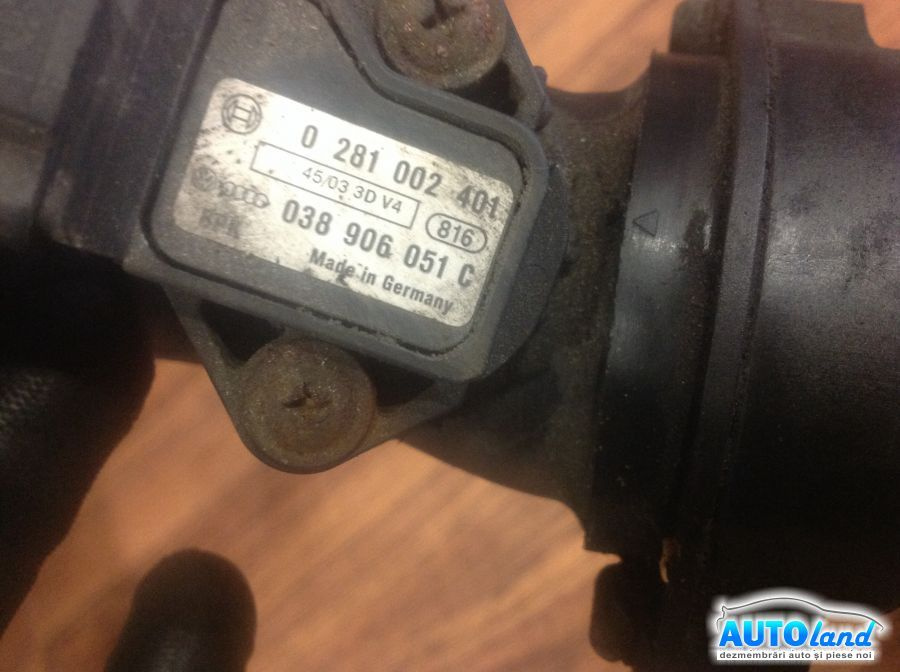 0 281 002 401
45/03 3D V4
816
038 906 051 C
Made in Germany
AUTOland
dezmembrări auto și piese noi